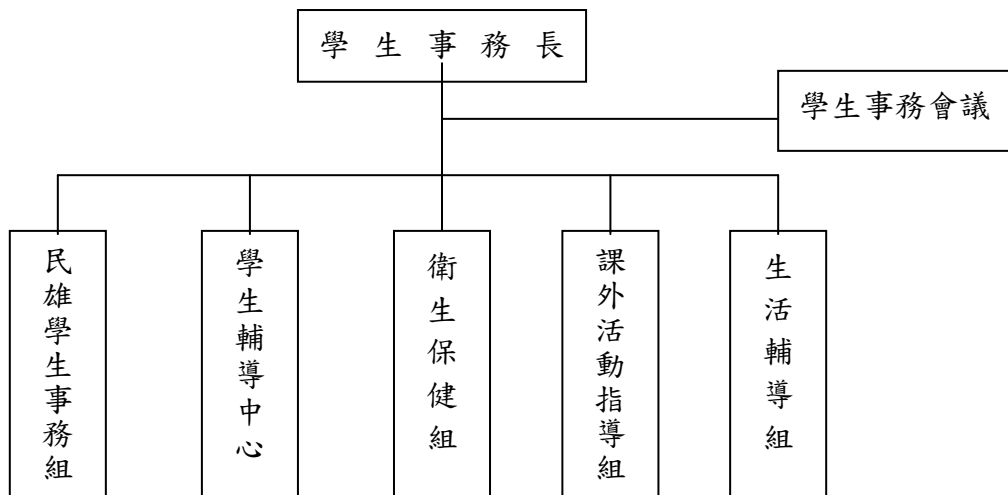 學生事務長
學生事務會議
民雄學生事務組
學生輔導中心
衛生保健組
課外活動指導組
生活輔導組